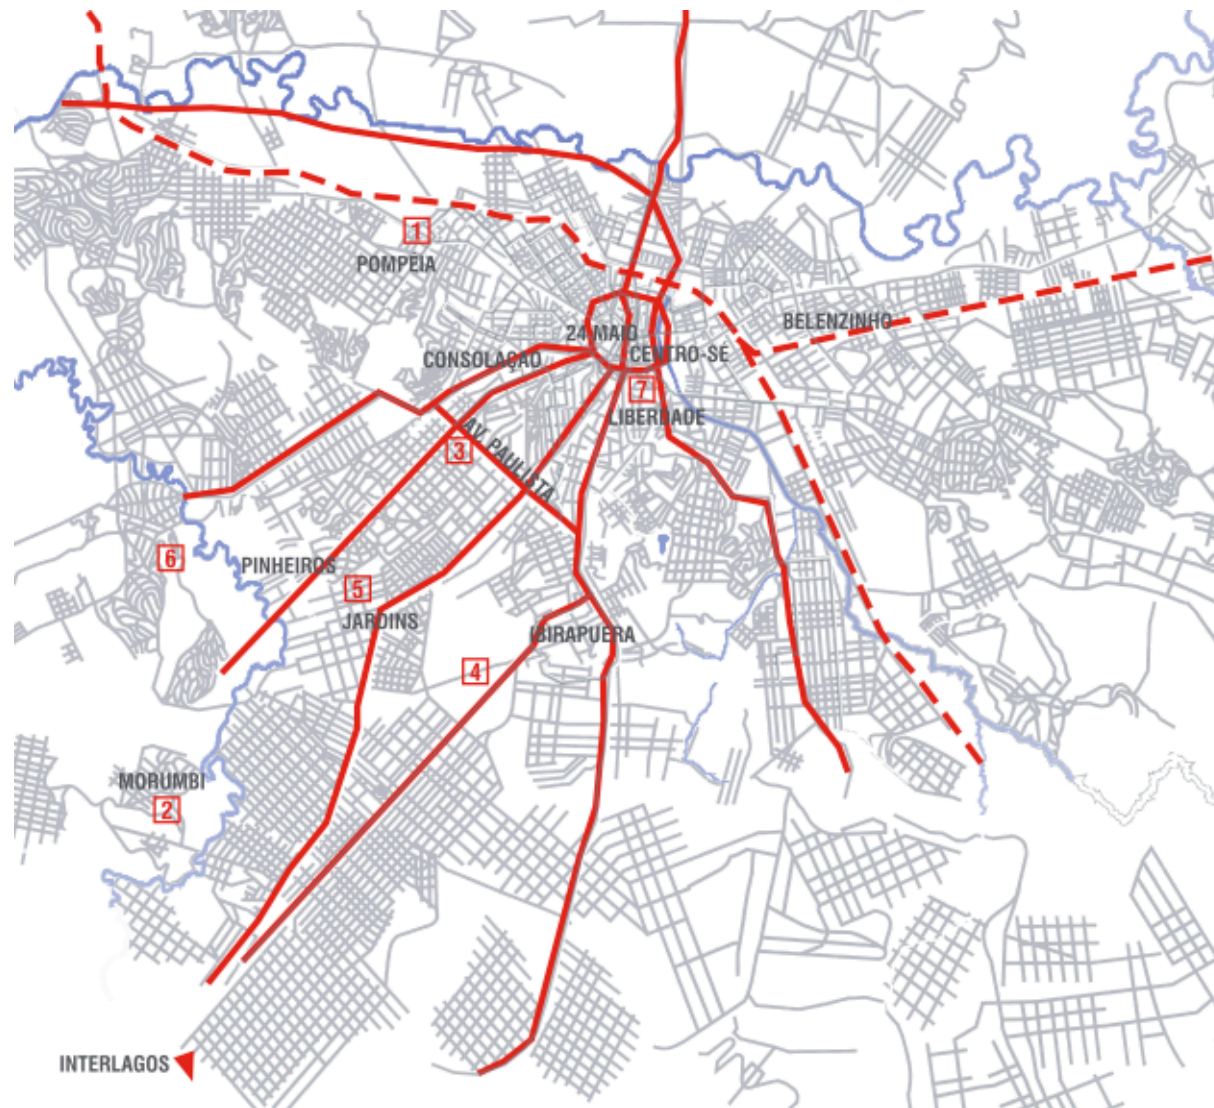 1
POMPÉIA
BELENZINHO
24 MAIO
CENTRO-SÉ
CONSOLAÇÃO
7
LIBERDADE
AV. PAULISTA
3
6
PINHEIROS
5
JARDINS
IBIRAPUERA
4
MORUMBI
2
INTERLAGOS